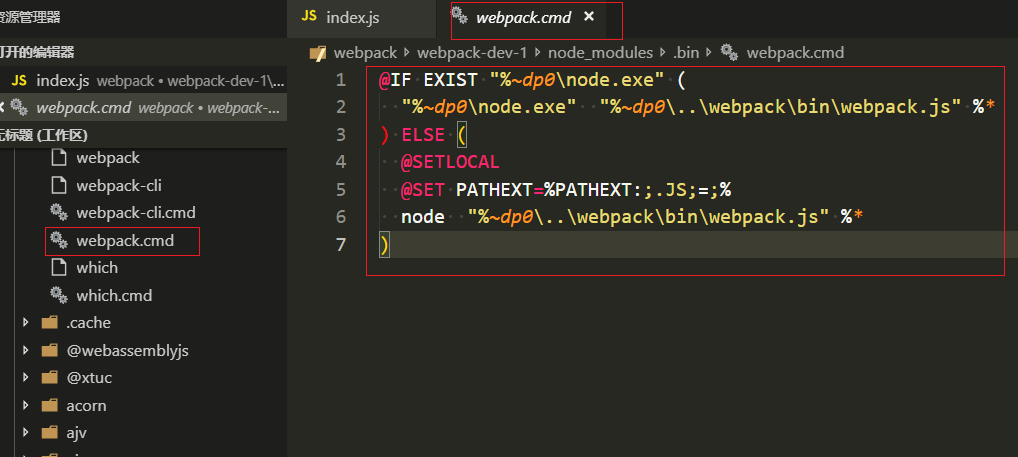 资源管理器
打开的编辑器
JS index.js webpack • webpack-dev-1\...
webpack.cmd webpack • webpack-...
无标题 (工作区)
webpack
webpack-cli
webpack-cli.cmd
webpack.cmd
which
which.cmd
.cache
@webassemblyjs
@xtuc
acorn
ajv
JS index.js
webpack.cmd ×
webpack › webpack-dev-1 › node_modules › .bin › webpack.cmd
1 @IF EXIST "%~dp0\node.exe" (
2 "%~dp0\node.exe"  "%~dp0\..\webpack\bin\webpack.js" %*
3 ) ELSE (
4 @SETLOCAL
5 @SET PATHEXT=%PATHEXT:;.JS;=;%
6 node  "%~dp0\..\webpack\bin\webpack.js" %*
7 )